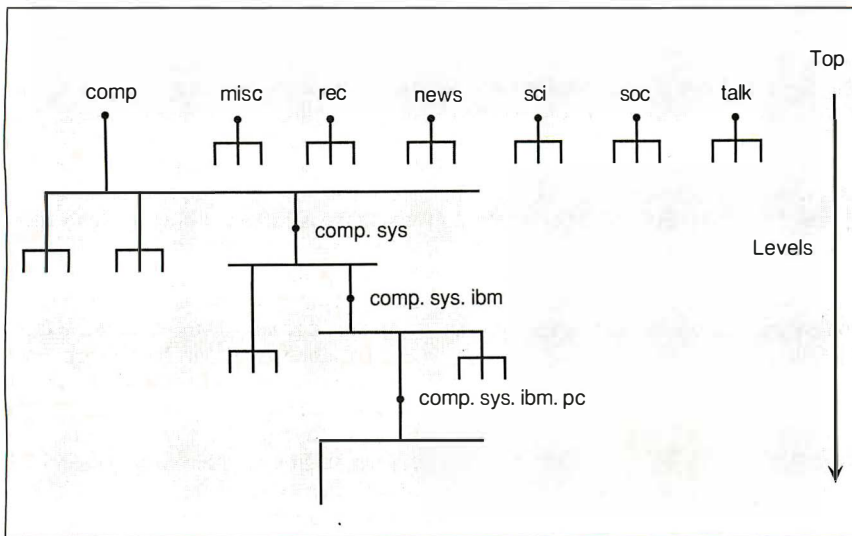 Top
comp misc rec news sci soc talk
comp. sys
Levels
comp. sys. ibm
comp. sys. ibm. pc